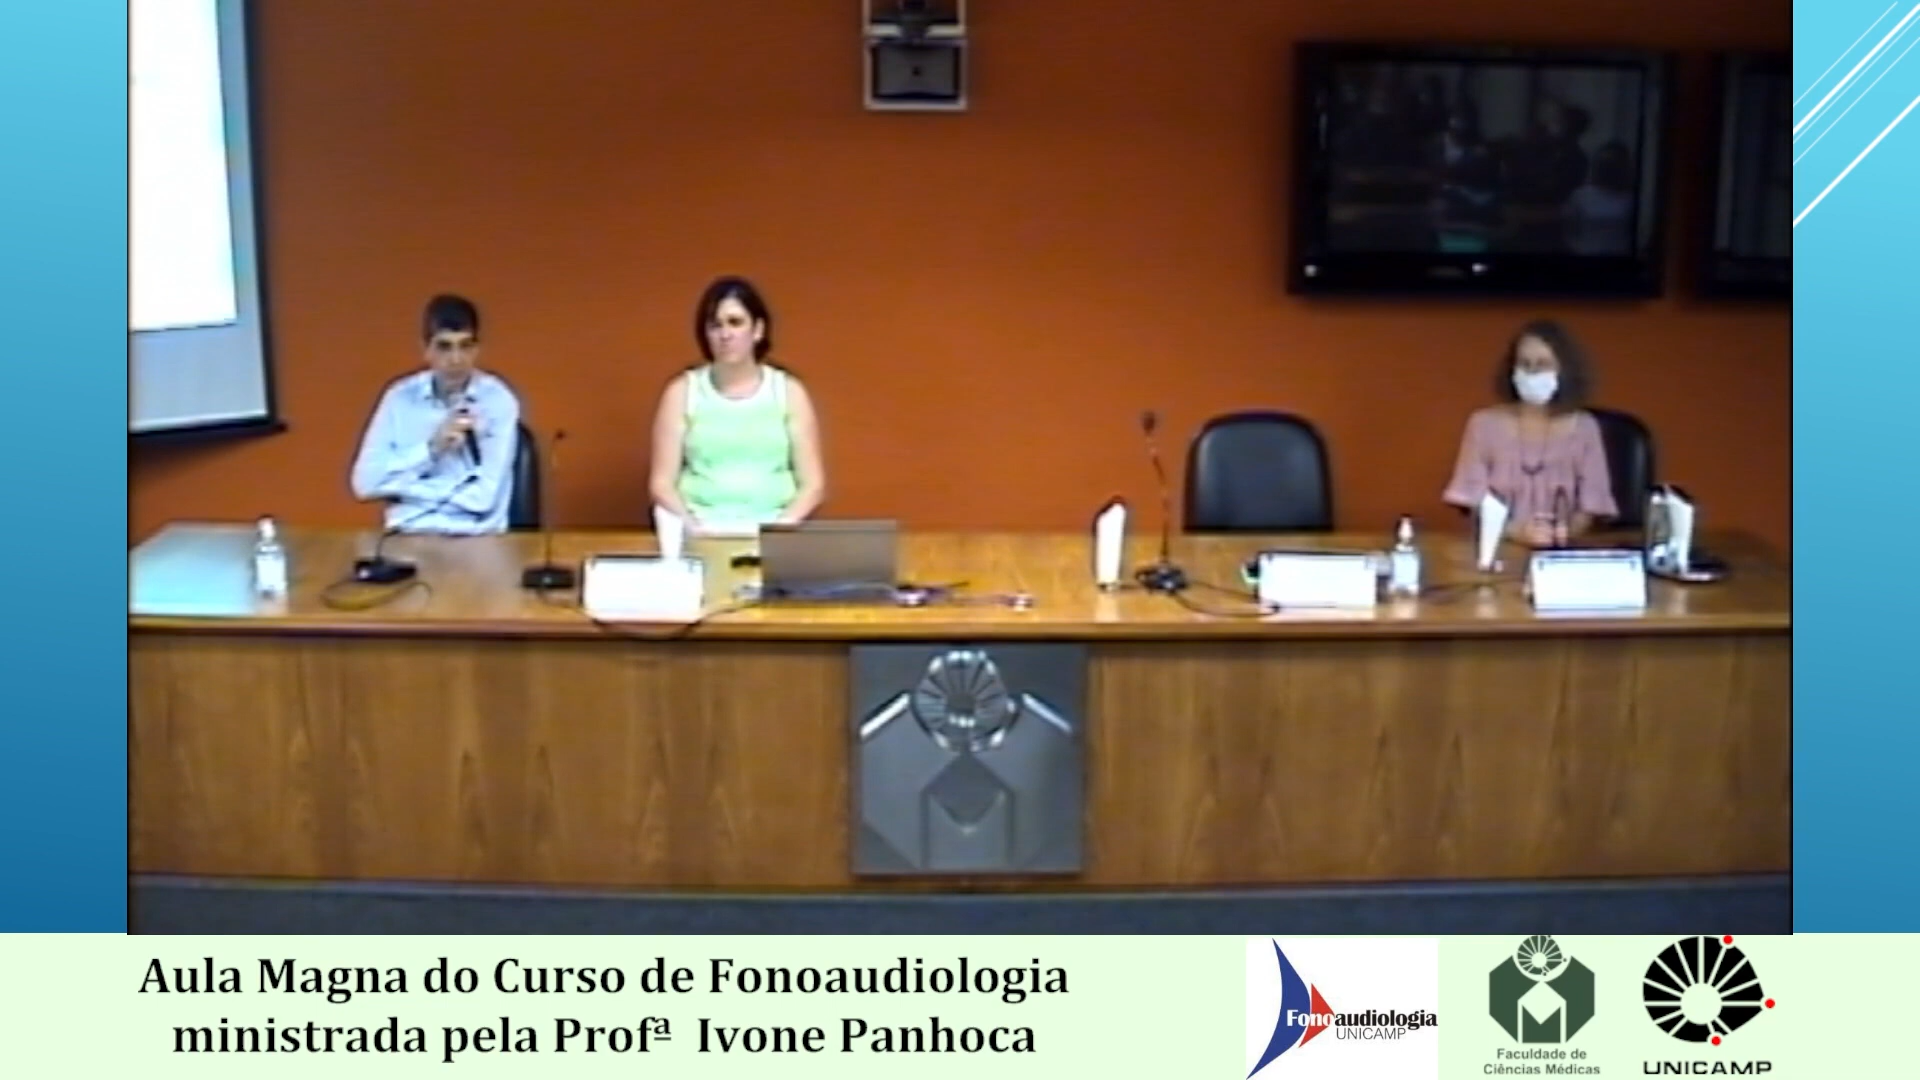 Aula Magna do Curso de Fonoaudiologia
ministrada pela Profª Ivone Panhoca
Fonoaudiologia
UNICAMP
Faculdade de
Ciências Médicas
UNICAMP